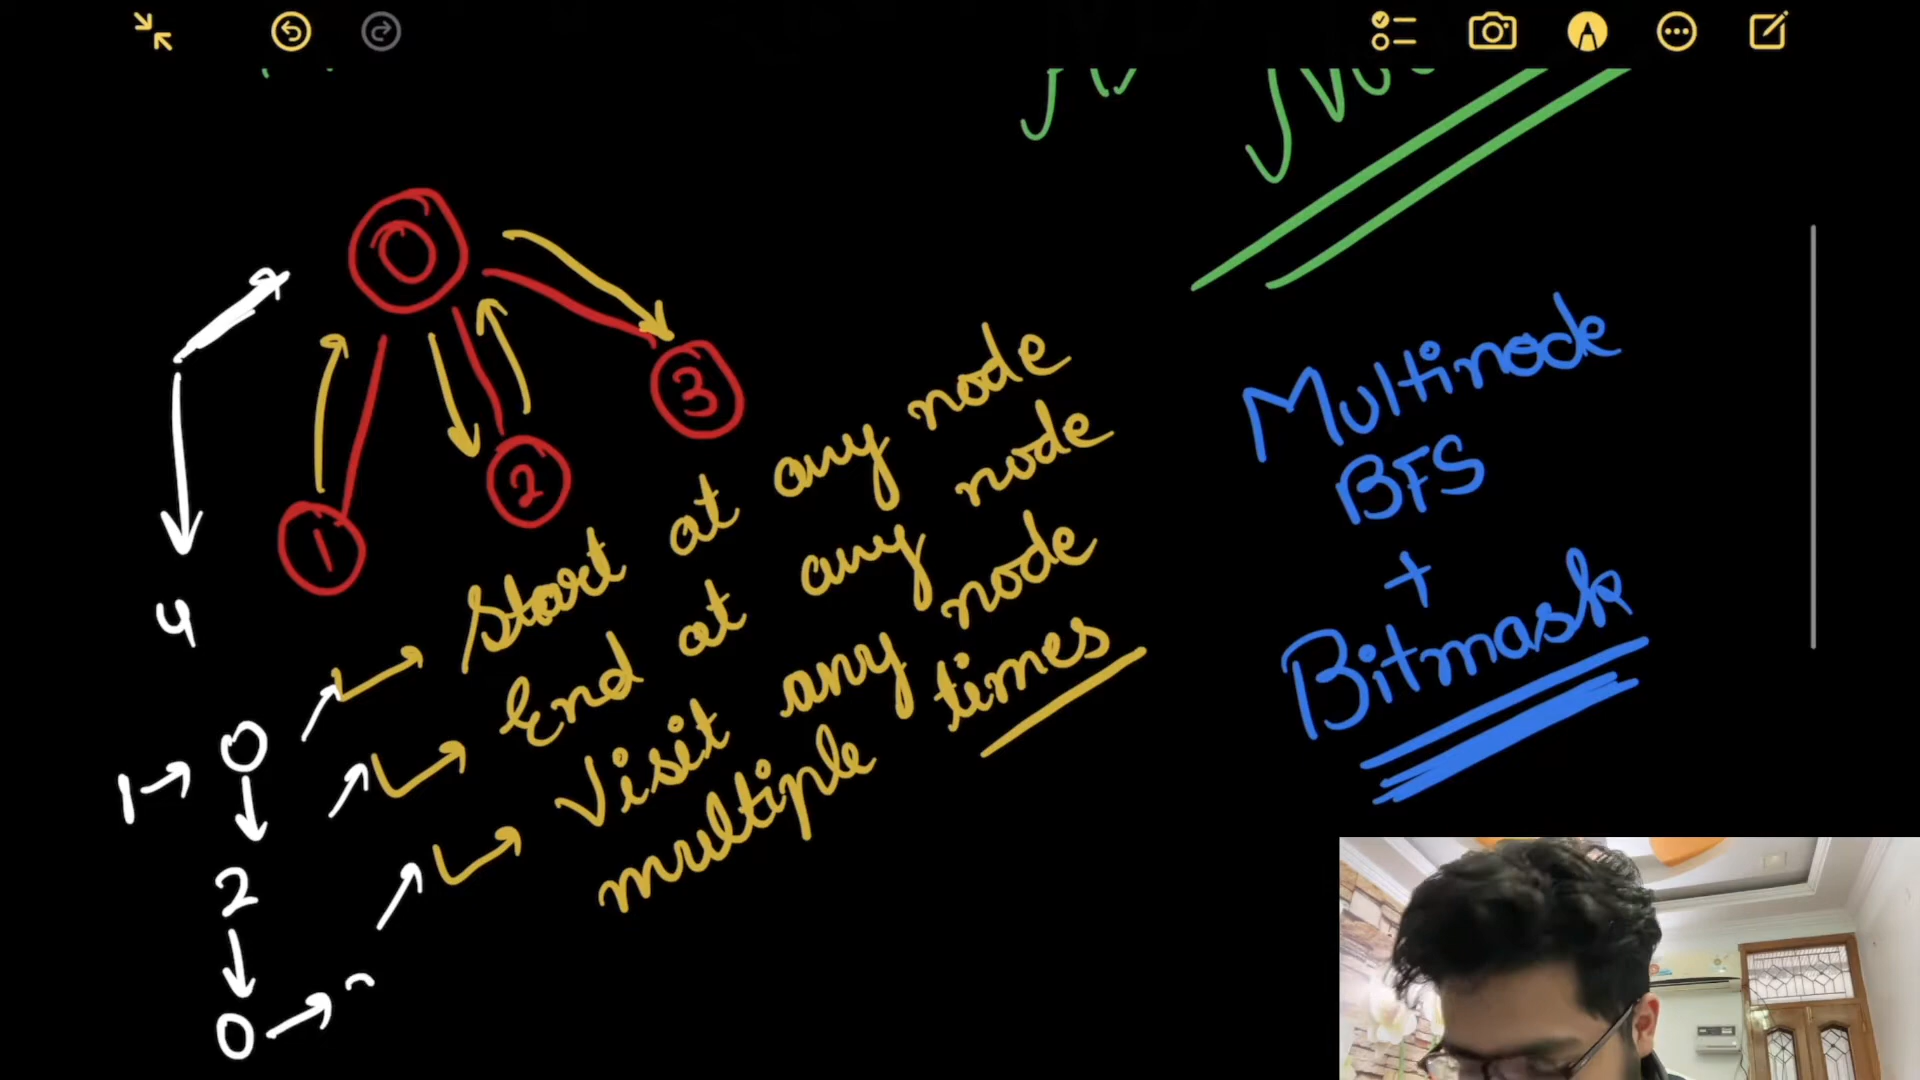 0
3
2
1
4
Start at any node
End at any node
Visit any node
multiple times
1 → 0
2
0 →
Multinode
BFS
+
Bitmask